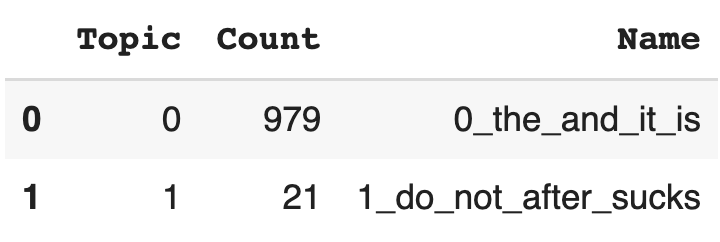 Topic Count Name
0 0 979 0_the_and_it_is
1 1 21 1_do_not_after_sucks